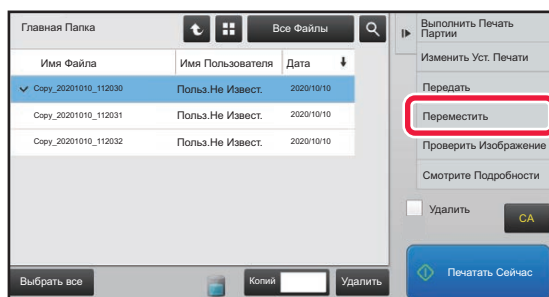 Главная Папка
Все Файлы
Имя Файла Имя Пользователя Дата
Copy_20201010_112030 Польз.Не Извест. 2020/10/10
Copy_20201010_112031 Польз.Не Извест. 2020/10/10
Copy_20201010_112032 Польз.Не Извест. 2020/10/10
Выбрать все
Копий
Удалить
Выполнить Печать
Партии
Изменить Уст. Печати
Передать
Переместить
Проверить Изображение
Смотрите Подробности
Удалить
CA
Печатать Сейчас